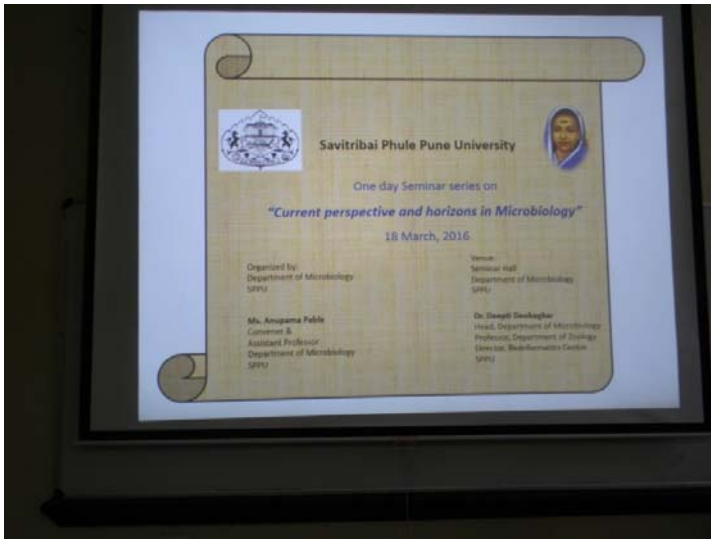 Savitribai Phule Pune University
One day Seminar series on
"Current perspective and horizons in Microbiology"
18 March, 2016
Organized by:
Department of Microbiology
SPPU
Venue:
Seminar Hall
Department of Microbiology
SPPU
Ms. Anupama Pable
Convener &
Assistant Professor
Department of Microbiology
SPPU
Dr. Deepti Deobagkar
Head, Department of Microbiology
Professor, Department of Zoology
Director, Bioinformatics Centre
SPPU